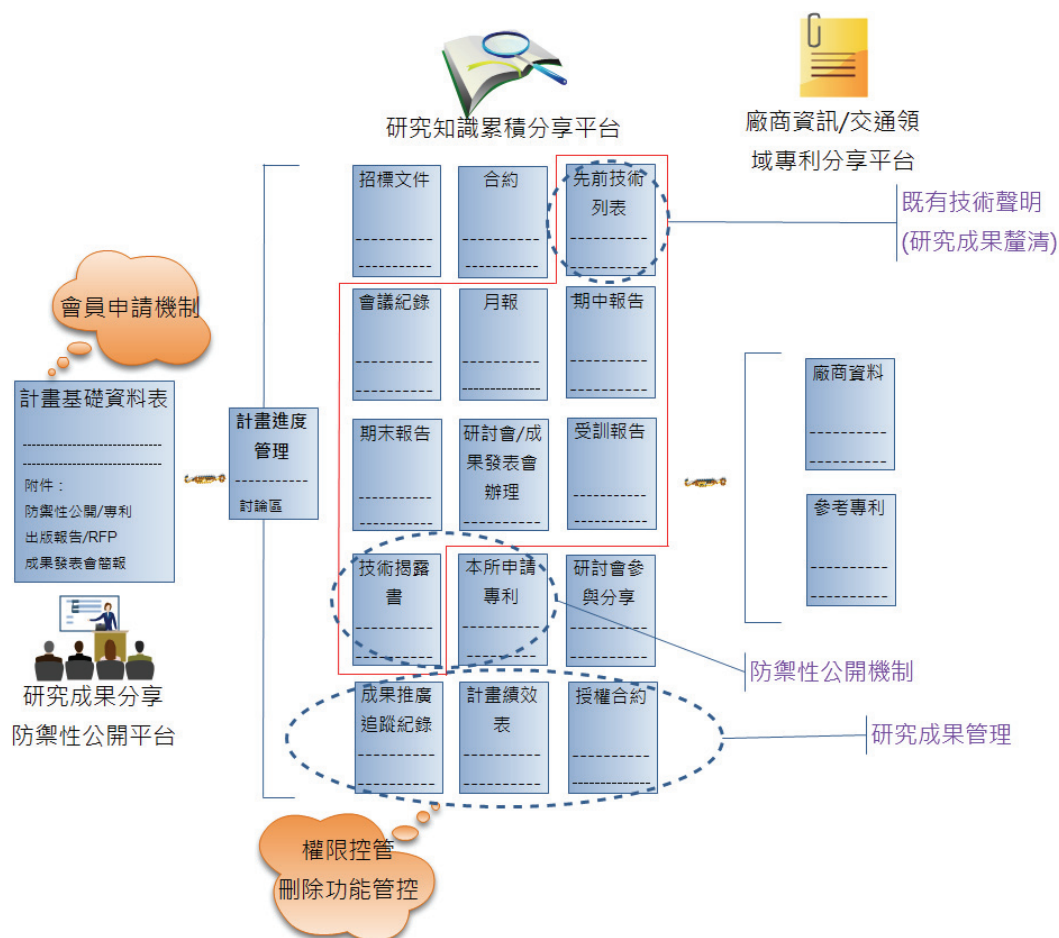 研究知識累積分享平台
廠商資訊/交通領
域專利分享平台
招標文件
合約
先前技術
列表
既有技術聲明
(研究成果釐清)
會員申請機制
會議紀錄
月報
期中報告
計畫基礎資料表
附件：
防禦性公開/專利
出版報告/RFP
成果發表會簡報
計畫進度
管理
討論區
期末報告
研討會/成
果發表會
辦理
受訓報告
廠商資料
參考專利
技術揭露
書
本所申請
專利
研討會參
與分享
防禦性公開機制
研究成果分享
防禦性公開平台
成果推廣
追蹤紀錄
計畫績效
表
授權合約
研究成果管理
權限控管
刪除功能管控